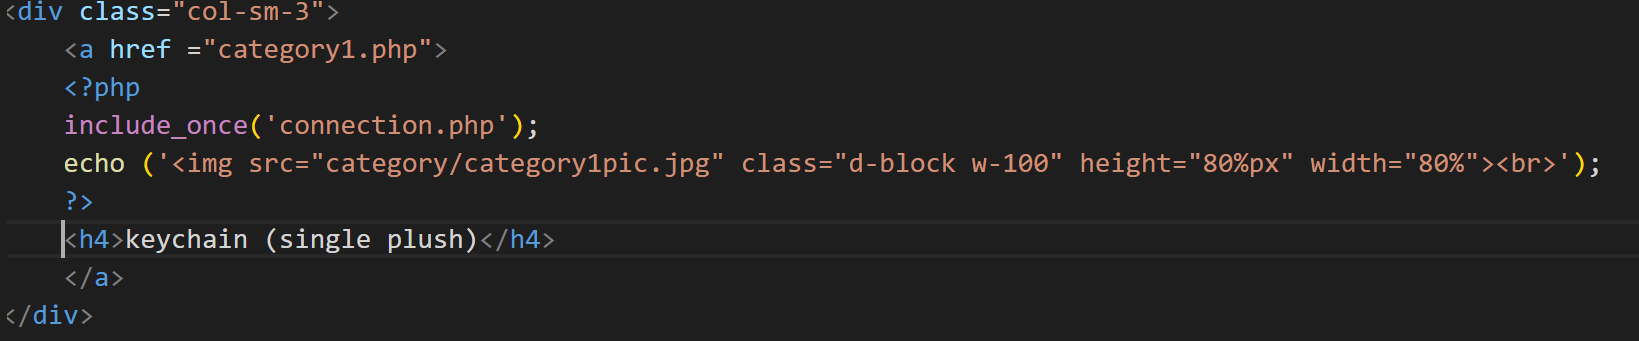 <div class="col-sm-3">
<a href ="category1.php">
<?php
include_once('connection.php');
echo ('<img src="category/category1pic.jpg" class="d-block w-100" height="80%px" width="80%"><br>');
?>
<h4>keychain (single plush)</h4>
</a>
</div>